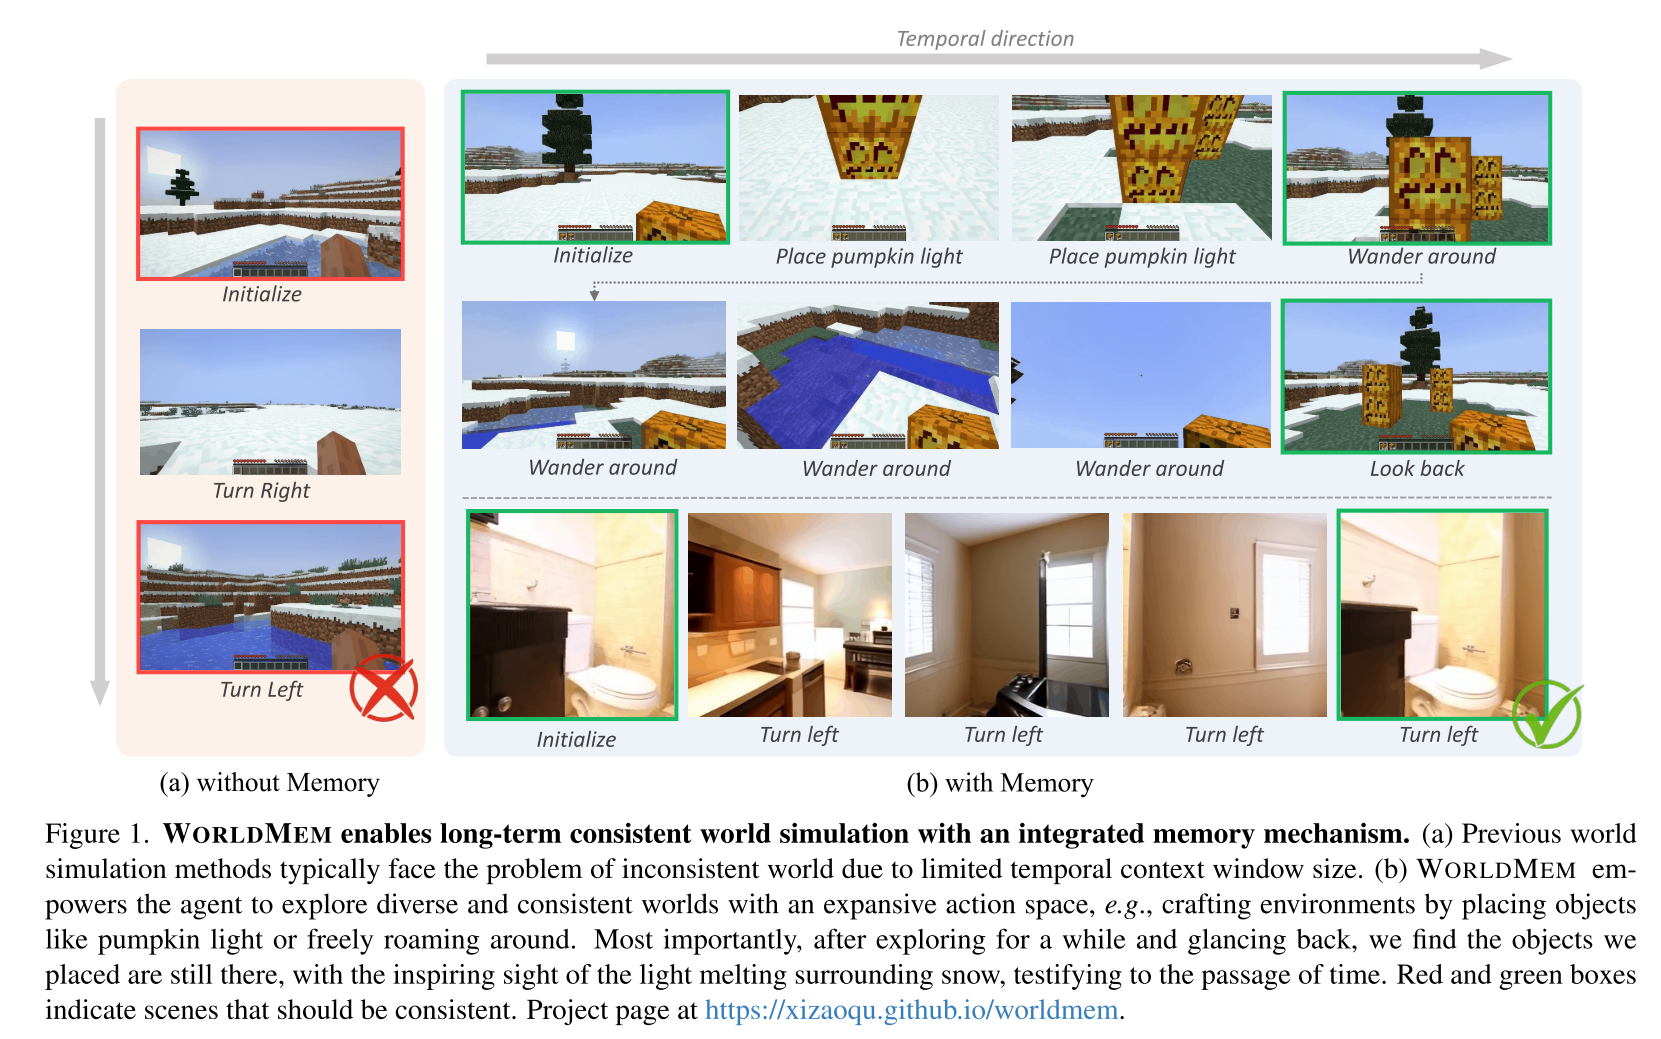 Temporal direction
Initialize
Turn Right
Turn Left
Initialize
Place pumpkin light
Place pumpkin light
Wander around
Wander around
Wander around
Wander around
Look back
Initialize
Turn left
Turn left
Turn left
Turn left
(a) without Memory
(b) with Memory
Figure 1. WORLDMEM enables long-term consistent world simulation with an integrated memory mechanism. (a) Previous world
simulation methods typically face the problem of inconsistent world due to limited temporal context window size. (b) WORLDMEM em-
powers the agent to explore diverse and consistent worlds with an expansive action space, e.g., crafting environments by placing objects
like pumpkin light or freely roaming around. Most importantly, after exploring for a while and glancing back, we find the objects we
placed are still there, with the inspiring sight of the light melting surrounding snow, testifying to the passage of time. Red and green boxes
indicate scenes that should be consistent. Project page at https://xizaoqu.github.io/worldmem.